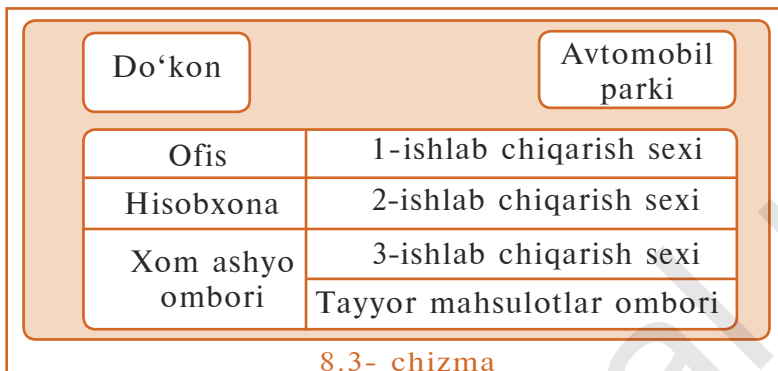 Do‘kon
Avtomobil
parki
Ofis
1-ishlab chiqarish sexi
Hisobxona
2-ishlab chiqarish sexi
Xom ashyo
ombori
3-ishlab chiqarish sexi
Tayyor mahsulotlar ombori
8.3- chizma